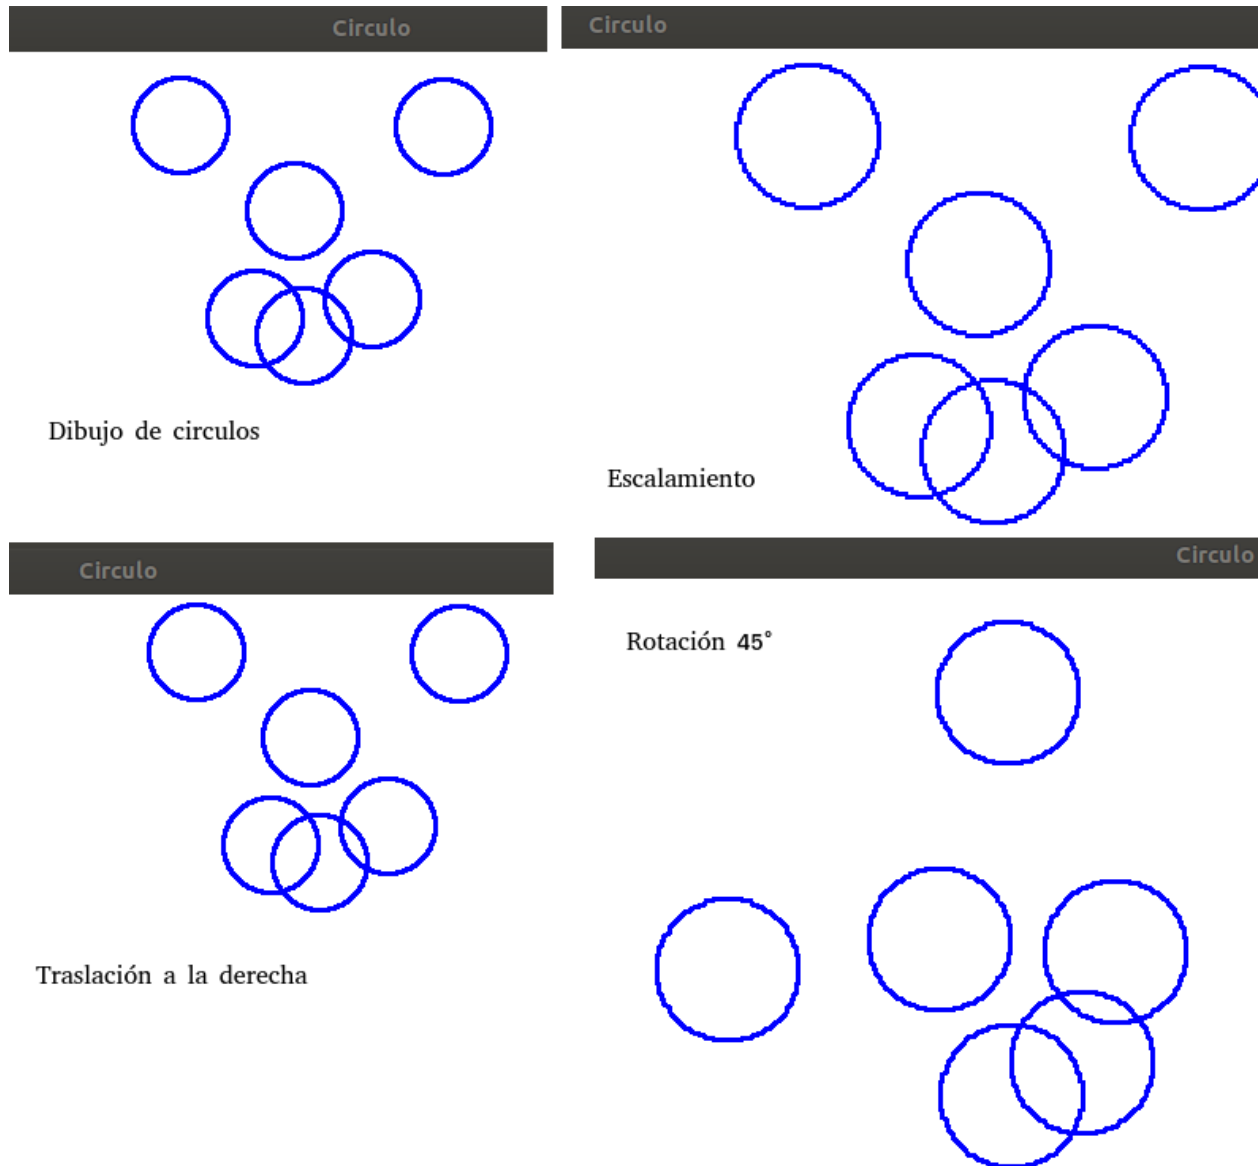 Circulo
Circulo
Dibujo de circulos
Escalamiento
Circulo
Circulo
Rotación 45°
Traslación a la derecha